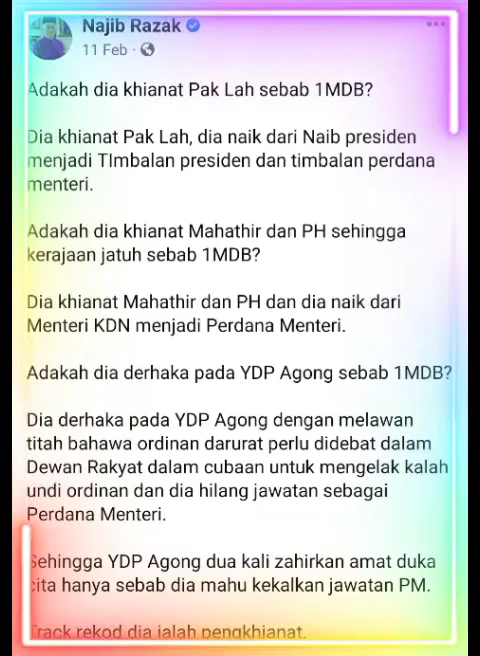 Najib Razak
11 Feb ·
Adakah dia khianat Pak Lah sebab 1MDB?
Dia khianat Pak Lah, dia naik dari Naib presiden
menjadi TImbalan presiden dan timbalan perdana
menteri.
Adakah dia khianat Mahathir dan PH sehingga
kerajaan jatuh sebab 1MDB?
Dia khianat Mahathir dan PH dan dia naik dari
Menteri KDN menjadi Perdana Menteri.
Adakah dia derhaka pada YDP Agong sebab 1MDB?
Dia derhaka pada YDP Agong dengan melawan
titah bahawa ordinan darurat perlu didebat dalam
Dewan Rakyat dalam cubaan untuk mengelak kalah
undi ordinan dan dia hilang jawatan sebagai
Perdana Menteri.
Sehingga YDP Agong dua kali zahirkan amat duka
cita hanya sebab dia mahu kekalkan jawatan PM.
Track rekod dia ialah pengkhianat.